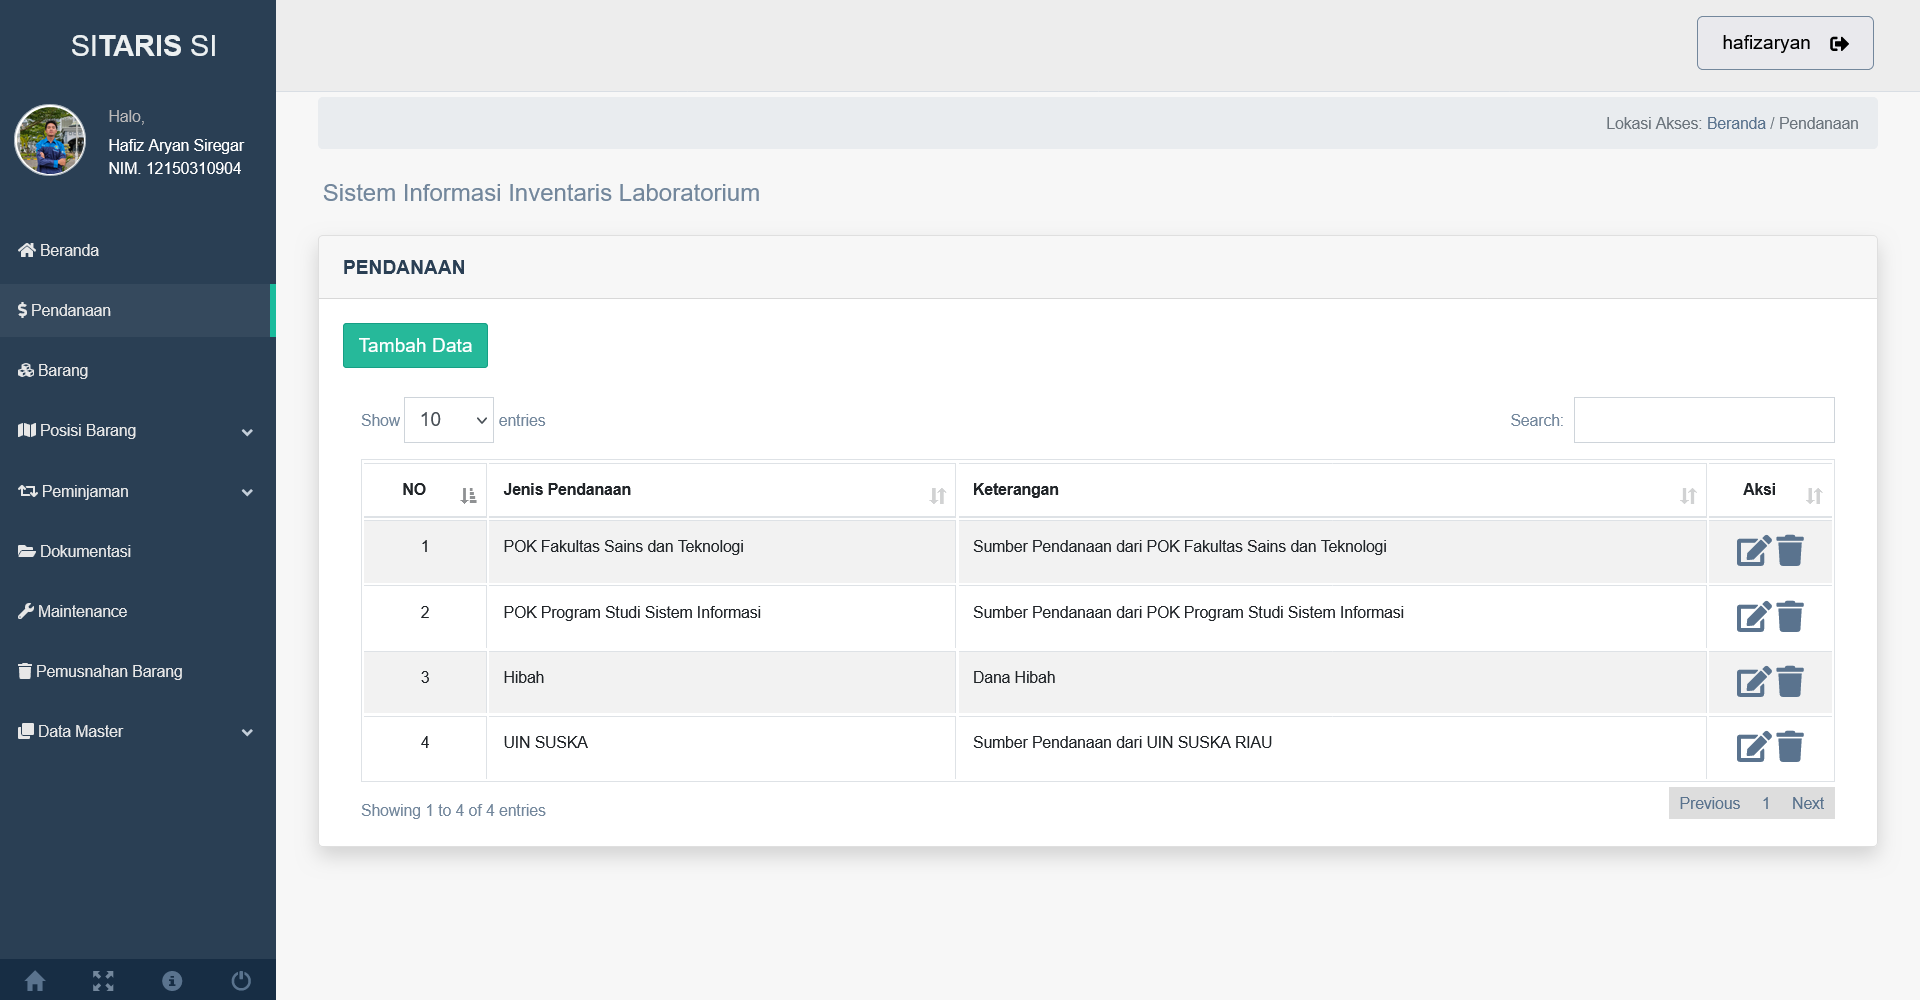 SITARIS SI
Halo,
Hafiz Aryan Siregar
NIM. 12150310904
Beranda
Pendanaan
Barang
Posisi Barang
Peminjaman
Dokumentasi
Maintenance
Pemusnahan Barang
Data Master
hafizaryan
Lokasi Akses: Beranda / Pendanaan
Sistem Informasi Inventaris Laboratorium
PENDANAAN
Tambah Data
Show 10 entries Search:
NO Jenis Pendanaan Keterangan Aksi
1 POK Fakultas Sains dan Teknologi Sumber Pendanaan dari POK Fakultas Sains dan Teknologi
2 POK Program Studi Sistem Informasi Sumber Pendanaan dari POK Program Studi Sistem Informasi
3 Hibah Dana Hibah
4 UIN SUSKA Sumber Pendanaan dari UIN SUSKA RIAU
Showing 1 to 4 of 4 entries Previous 1 Next